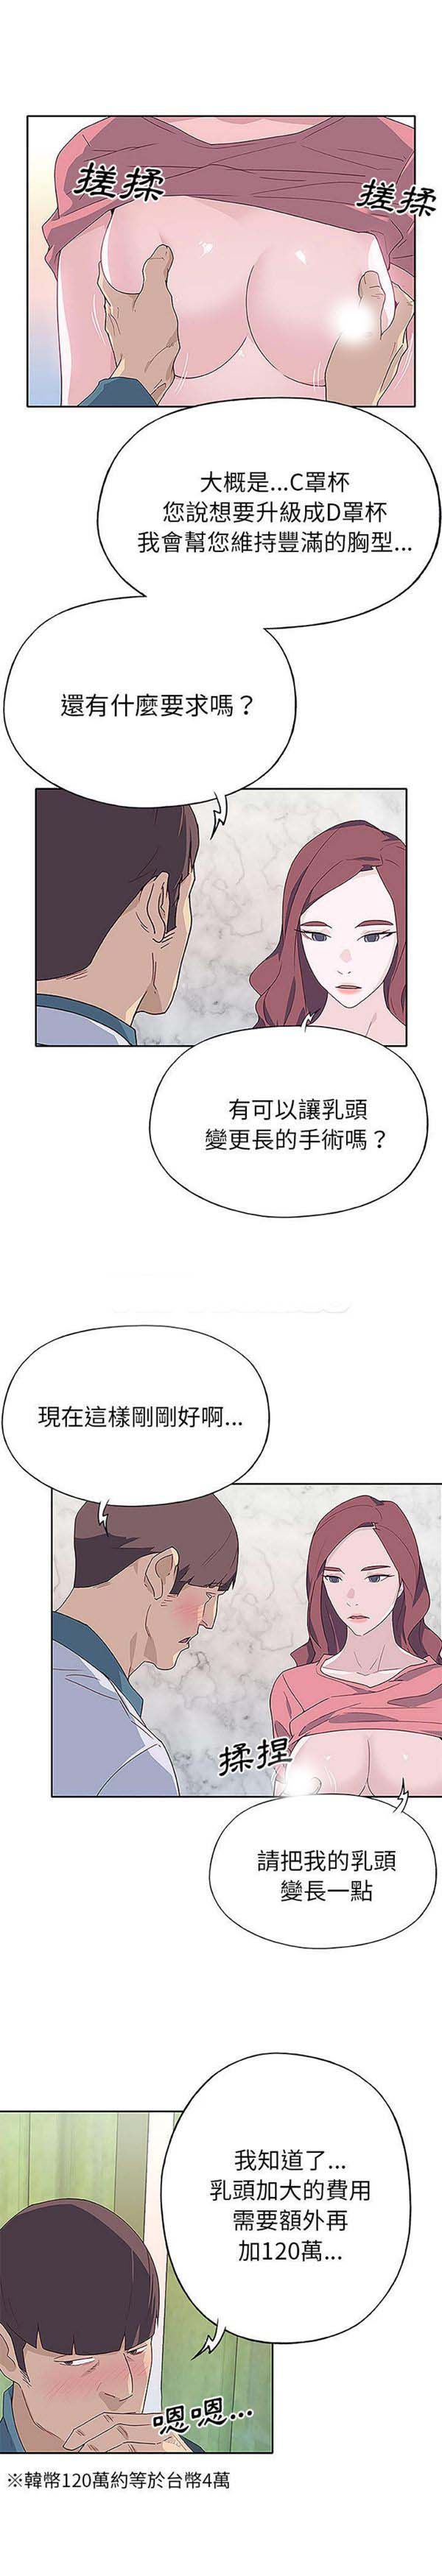 搓揉
搓揉
大概是...C罩杯
您說想要升級成D罩杯
我會幫您維持豐滿的胸型...
還有什麼要求嗎？
有可以讓乳頭
變更長的手術嗎？
現在這樣剛剛好啊...
揉捏
請把我的乳頭
變長一點
我知道了...
乳頭加大的費用
需要額外再
加120萬...
嗯嗯...
※韓幣120萬約等於台幣4萬